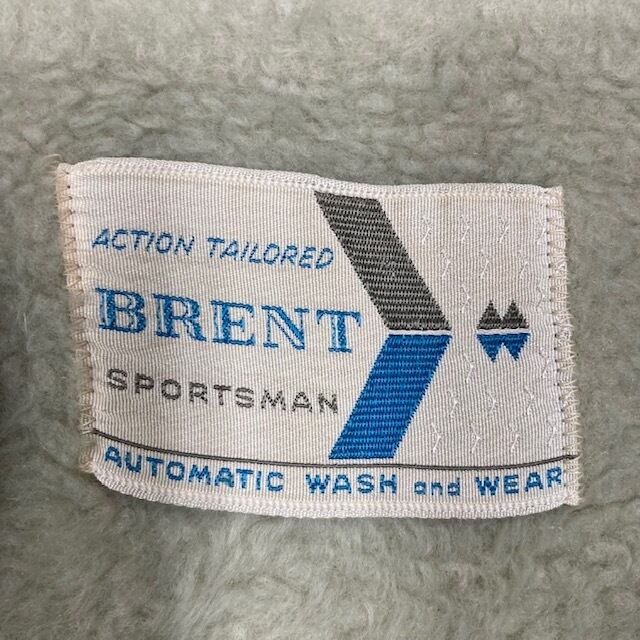 ACTION TAILORED
BRENT
SPORTSMAN
AUTOMATIC WASH and WEAR